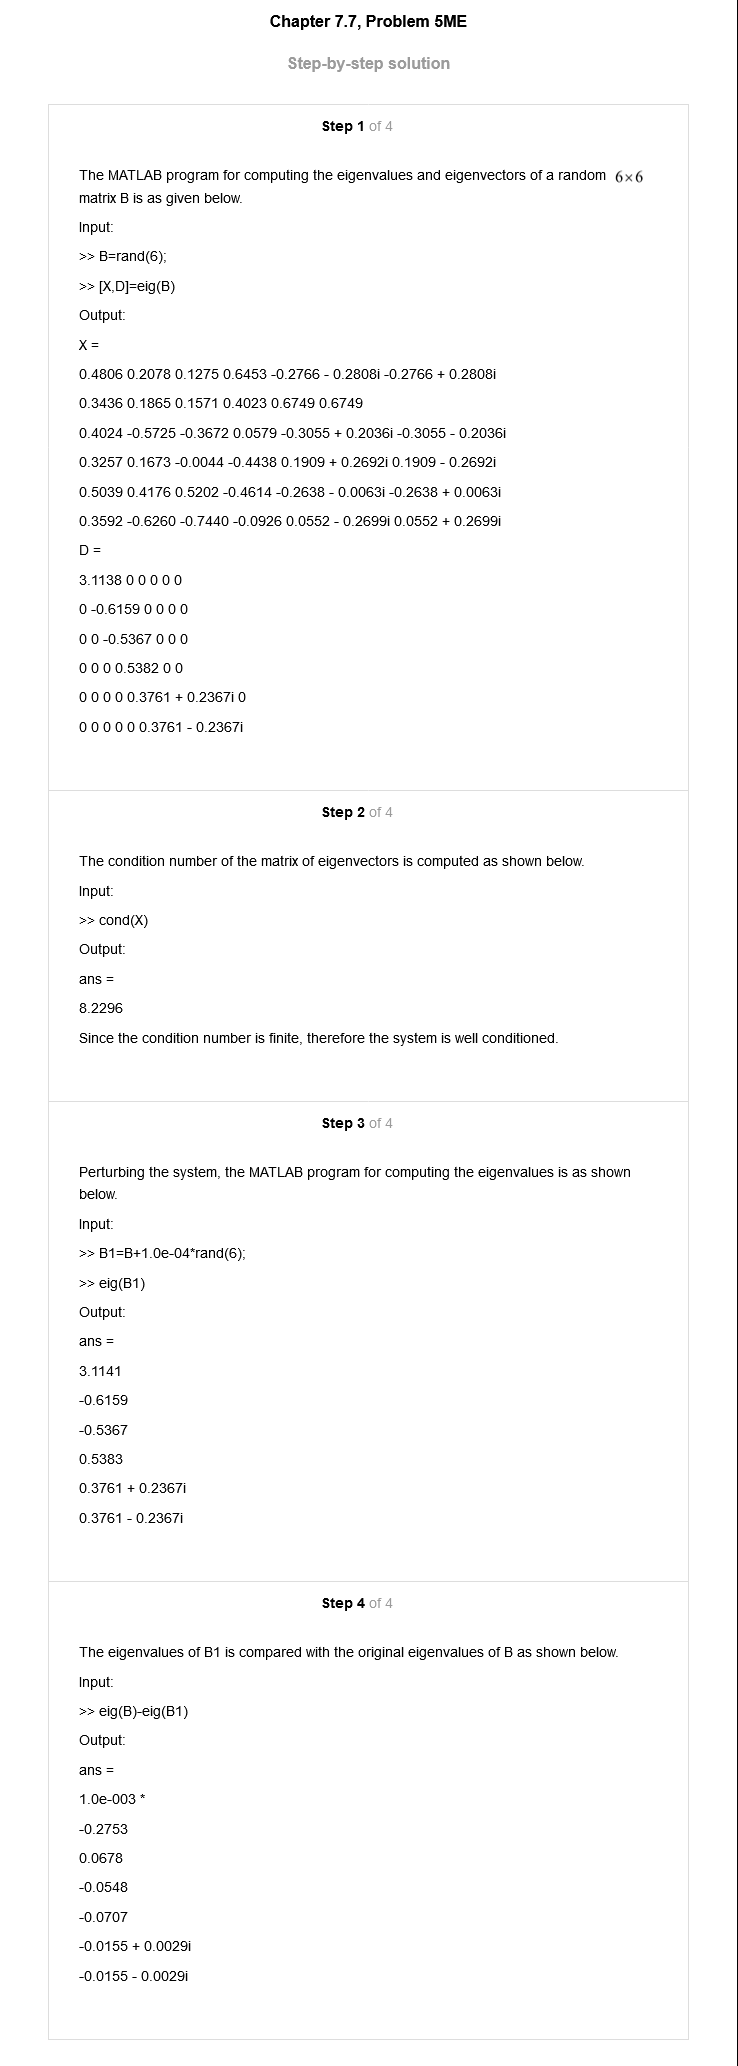 Chapter 7.7, Problem 5ME
Step-by-step solution
Step 1 of 4
The MATLAB program for computing the eigenvalues and eigenvectors of a random 6×6
matrix B is as given below.
Input:
>> B=rand(6);
>> [X,D]=eig(B)
Output:
X =
0.4806 0.2078 0.1275 0.6453 -0.2766 - 0.2808i -0.2766 + 0.2808i
0.3436 0.1865 0.1571 0.4023 0.6749 0.6749
0.4024 -0.5725 -0.3672 0.0579 -0.3055 + 0.2036i -0.3055 - 0.2036i
0.3257 0.1673 -0.0044 -0.4438 0.1909 + 0.2692i 0.1909 - 0.2692i
0.5039 0.4176 0.5202 -0.4614 -0.2638 - 0.0063i -0.2638 + 0.0063i
0.3592 -0.6260 -0.7440 -0.0926 0.0552 - 0.2699i 0.0552 + 0.2699i
D =
3.1138 0 0 0 0 0
0 -0.6159 0 0 0 0
0 0 -0.5367 0 0 0
0 0 0 0.5382 0 0
0 0 0 0 0.3761 + 0.2367i 0
0 0 0 0 0 0.3761 - 0.2367i
Step 2 of 4
The condition number of the matrix of eigenvectors is computed as shown below.
Input:
>> cond(X)
Output:
ans =
8.2296
Since the condition number is finite, therefore the system is well conditioned.
Step 3 of 4
Perturbing the system, the MATLAB program for computing the eigenvalues is as shown
below.
Input:
>> B1=B+1.0e-04*rand(6);
>> eig(B1)
Output:
ans =
3.1141
-0.6159
-0.5367
0.5383
0.3761 + 0.2367i
0.3761 - 0.2367i
Step 4 of 4
The eigenvalues of B1 is compared with the original eigenvalues of B as shown below.
Input:
>> eig(B)-eig(B1)
Output:
ans =
1.0e-003 *
-0.2753
0.0678
-0.0548
-0.0707
-0.0155 + 0.0029i
-0.0155 - 0.0029i